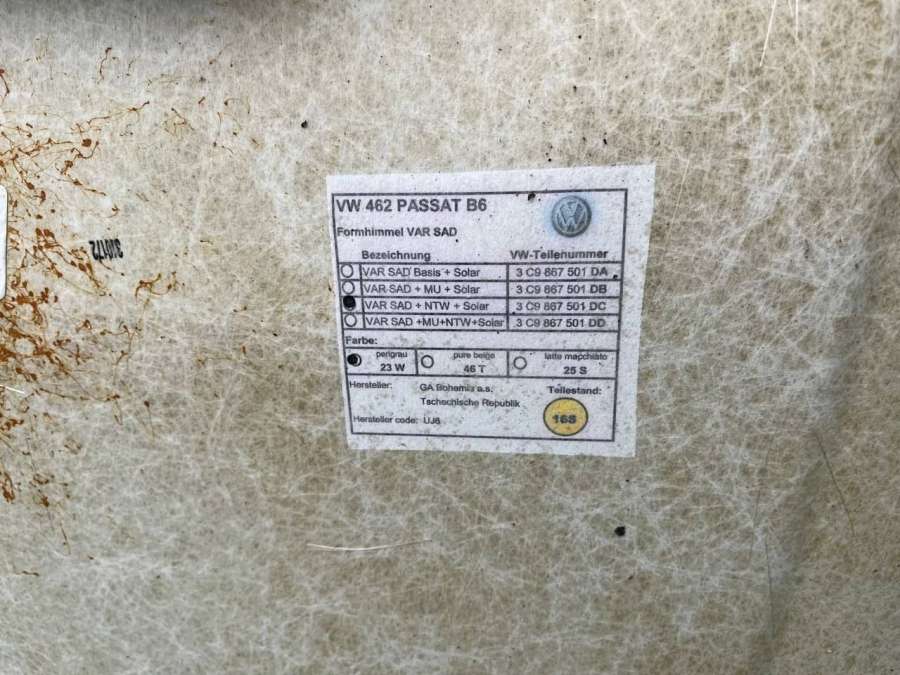 VW 462 PASSAT B6
Formhimmel VAR SAD
Bezeichnung VW-Teilenummer
VAR SAD Basis + Solar 3 C9 867 501 DA
VAR SAD + MU + Solar 3 C9 867 501 DB
VAR SAD + NTW + Solar 3 C9 867 501 DC
VAR SAD +MU+NTW+Solar 3 C9 867 501 DD
Farbe:
perlgrau pure beige latte macchiato
23 W 46 T 25 S
Hersteller: GA Bohemia a.s. Teilestand:
Tschechische Republik
Hersteller code: UJ6
16S